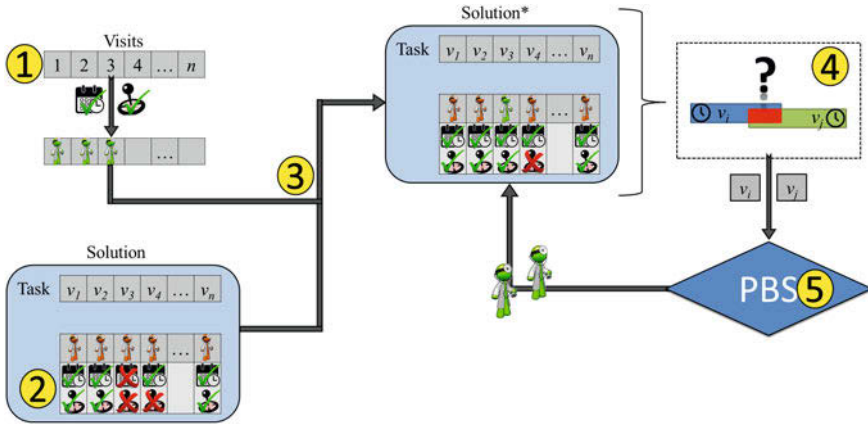 Visits
1
1 2 3 4 ... n
3
Solution
Task v1 v2 v3 v4 ... vn
...
2
Solution*
Task v1 v2 v3 v4 ... vn
...
4
?
vi vj
vi vj
PBS 5